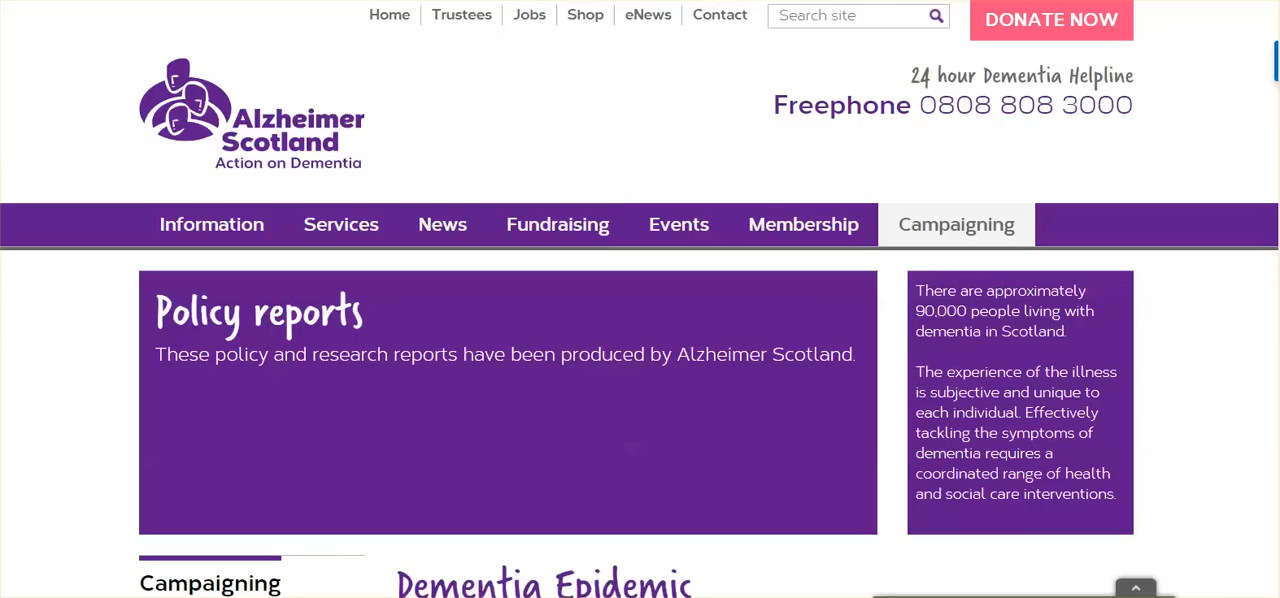 Home Trustees Jobs Shop eNews Contact Search site DONATE NOW
24 hour Dementia Helpline
Freephone 0808 808 3000
Alzheimer
Scotland
Action on Dementia
Information Services News Fundraising Events Membership Campaigning
Policy reports
These policy and research reports have been produced by Alzheimer Scotland.
There are approximately
90,000 people living with
dementia in Scotland.
The experience of the illness
is subjective and unique to
each individual. Effectively
tackling the symptoms of
dementia requires a
coordinated range of health
and social care interventions.
Campaigning
Dementia Epidemic